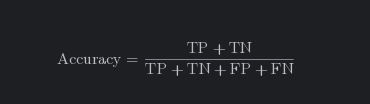 Accuracy = TP + TN / TP + TN + FP + FN